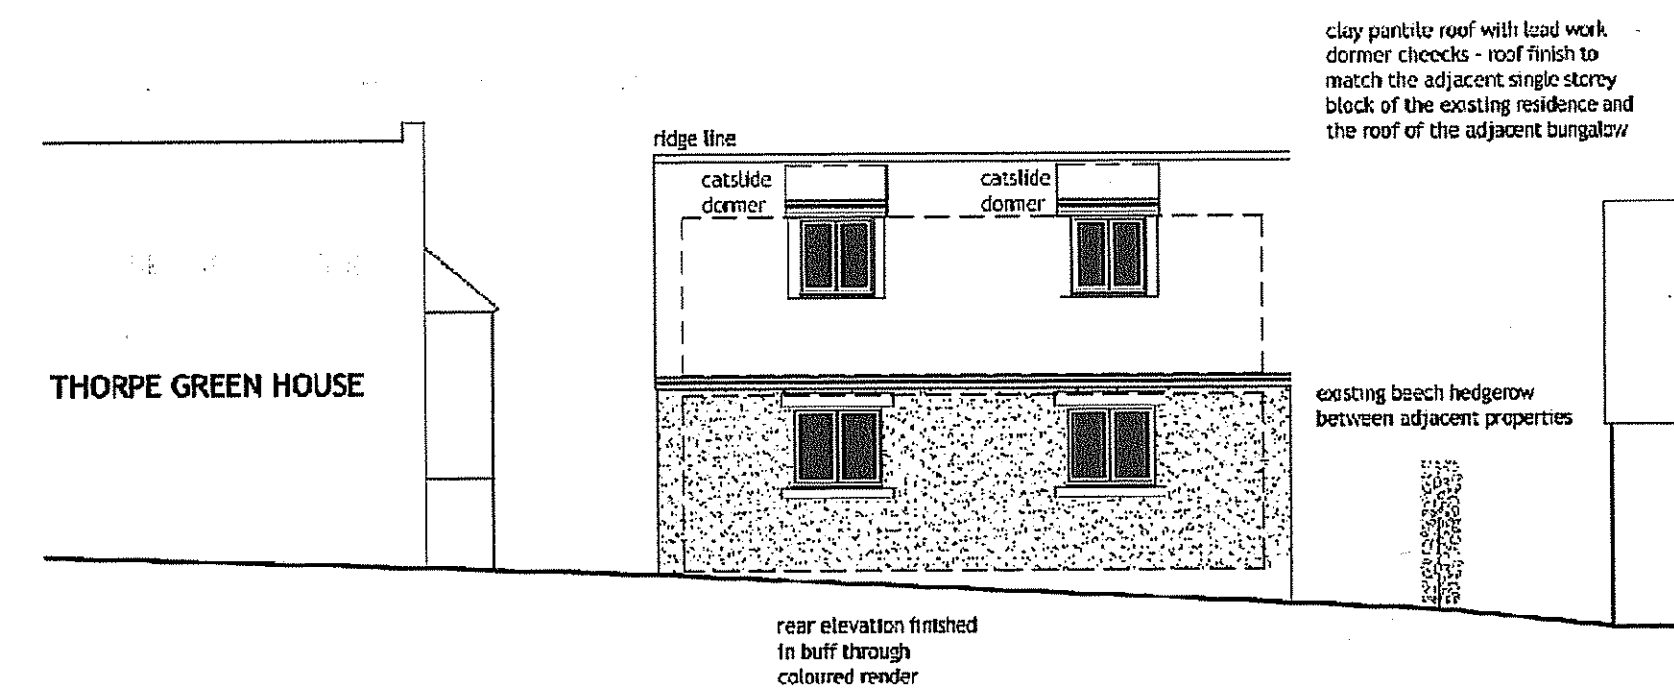 clay pantile roof with lead work
dormer cheecks - roof finish to
match the adjacent single storey
block of the existing residence and
the roof of the adjacent bungalow
ridge line
catslide
dormer
catslide
dormer
THORPE GREEN HOUSE
existing beech hedgerow
between adjacent properties
rear elevation finished
in buff through
coloured render